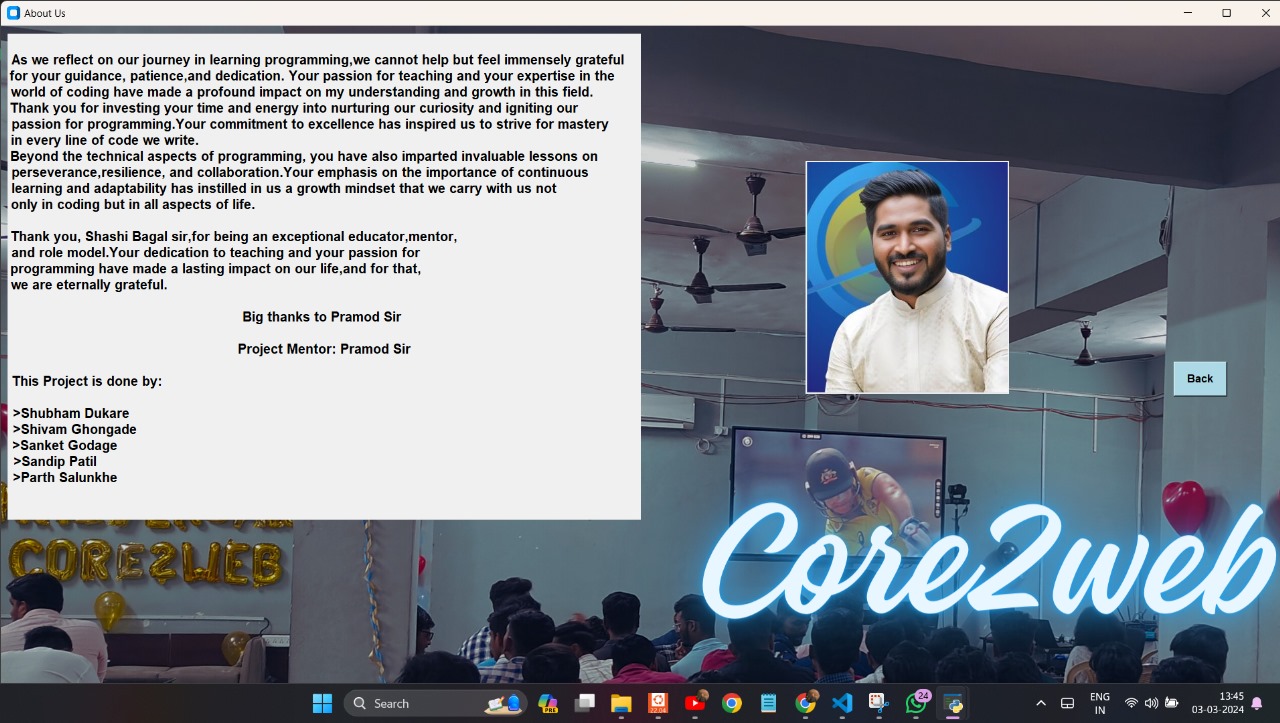 About Us
As we reflect on our journey in learning programming,we cannot help but feel immensely grateful
for your guidance, patience,and dedication. Your passion for teaching and your expertise in the
world of coding have made a profound impact on my understanding and growth in this field.
Thank you for investing your time and energy into nurturing our curiosity and igniting our
passion for programming.Your commitment to excellence has inspired us to strive for mastery
in every line of code we write.
Beyond the technical aspects of programming, you have also imparted invaluable lessons on
perseverance,resilience, and collaboration.Your emphasis on the importance of continuous
learning and adaptability has instilled in us a growth mindset that we carry with us not
only in coding but in all aspects of life.
Thank you, Shashi Bagal sir,for being an exceptional educator,mentor,
and role model.Your dedication to teaching and your passion for
programming have made a lasting impact on our life,and for that,
we are eternally grateful.
Big thanks to Pramod Sir
Project Mentor: Pramod Sir
This Project is done by:
>Shubham Dukare
>Shivam Ghongade
>Sanket Godage
>Sandip Patil
>Parth Salunkhe
Back
CORE2WEB
Core2web
Search
PRE
22.04
24
ENG
IN
13:45
03-03-2024